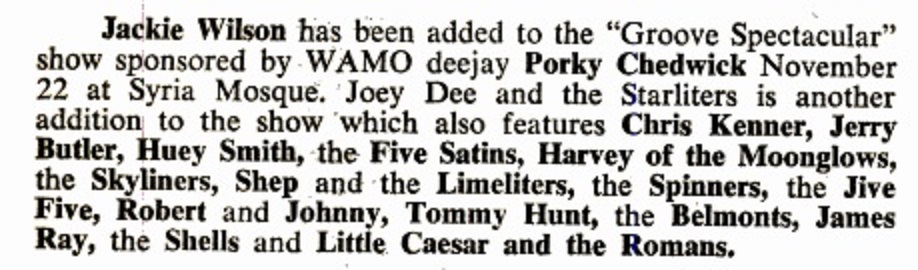 Jackie Wilson has been added to the “Groove Spectacular”
show sponsored by WAMO deejay Porky Chedwick November
22 at Syria Mosque. Joey Dee and the Starliters is another
addition to the show which also features Chris Kenner, Jerry
Butler, Huey Smith, the Five Satins, Harvey of the Moonglows,
the Skyliners, Shep and the Limeliters, the Spinners, the Jive
Five, Robert and Johnny, Tommy Hunt, the Belmonts, James
Ray, the Shells and Little Caesar and the Romans.